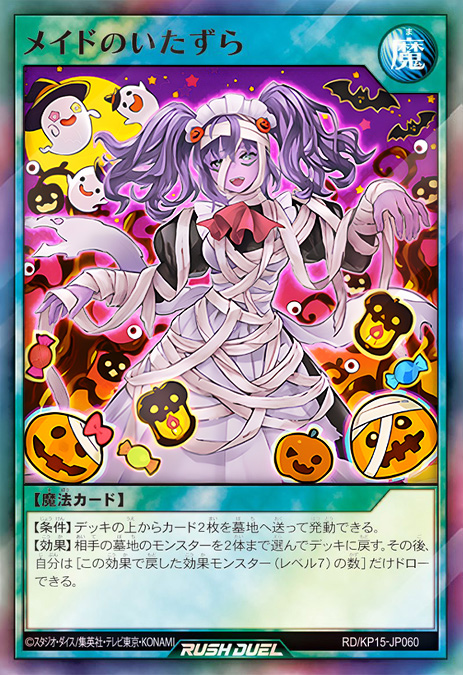 メイドのいたずら
魔
【魔法カード】
【条件】デッキの上からカード2枚を墓地へ送って発動できる。
【効果】相手の墓地のモンスターを2体まで選んでデッキに戻す。その後、
自分は［この効果で戻した効果モンスター（レベル7）の数］だけドロー
できる。
©スタジオ・ダイス/集英社・テレビ東京・KONAMI
RUSH DUEL
RD/KP15-JP060